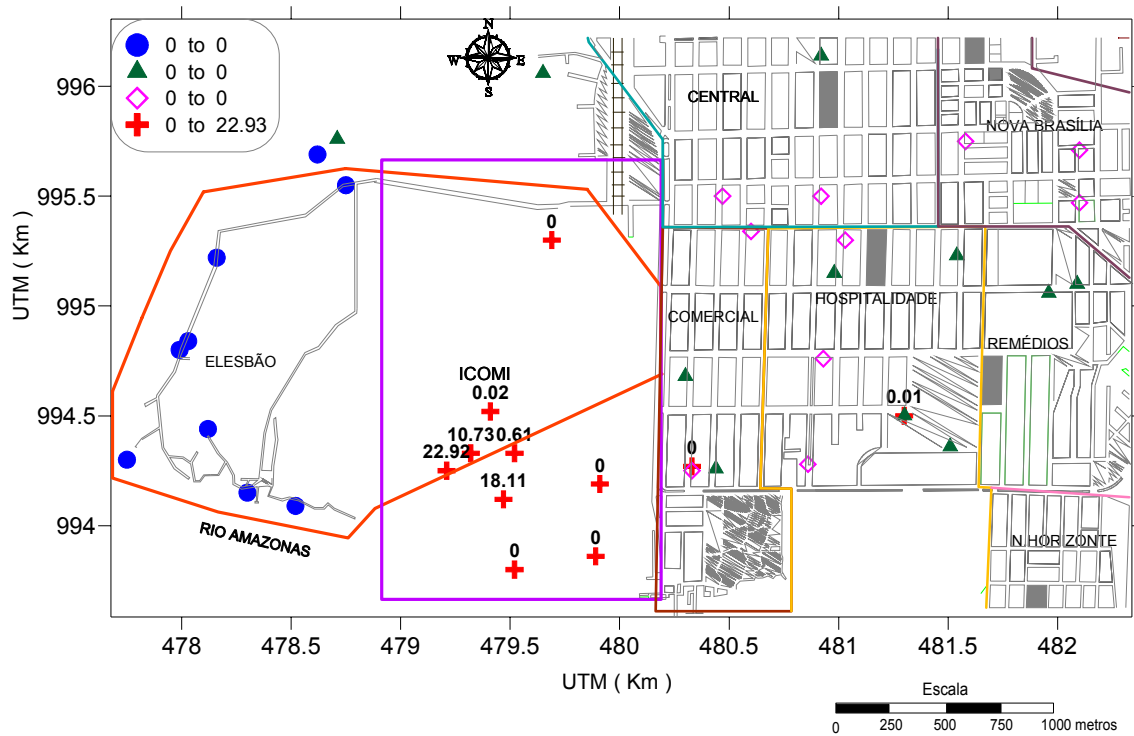 0 to 0
0 to 0
0 to 0
0 to 22.93
N
W E
S
996
995.5
995
994.5
994
UTM ( Km )
CENTRAL
NOVA BRASÍLIA
COMERCIAL
HOSPITALIDADE
REMÉDIOS
ELESBÃO
ICOMI
0
0.02
10.73
0.61
22.92
18.11
0
0
0
0
0.01
RIO AMAZONAS
N.HORIZONTE
478 478.5 479 479.5 480 480.5 481 481.5 482
UTM ( Km )
Escala
0 250 500 750 1000 metros